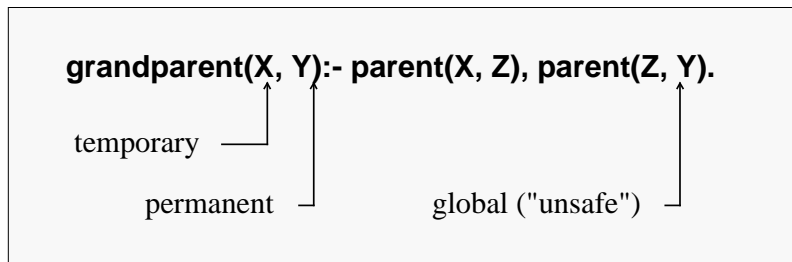 grandparent(X, Y):- parent(X, Z), parent(Z, Y).
temporary
permanent global ("unsafe")